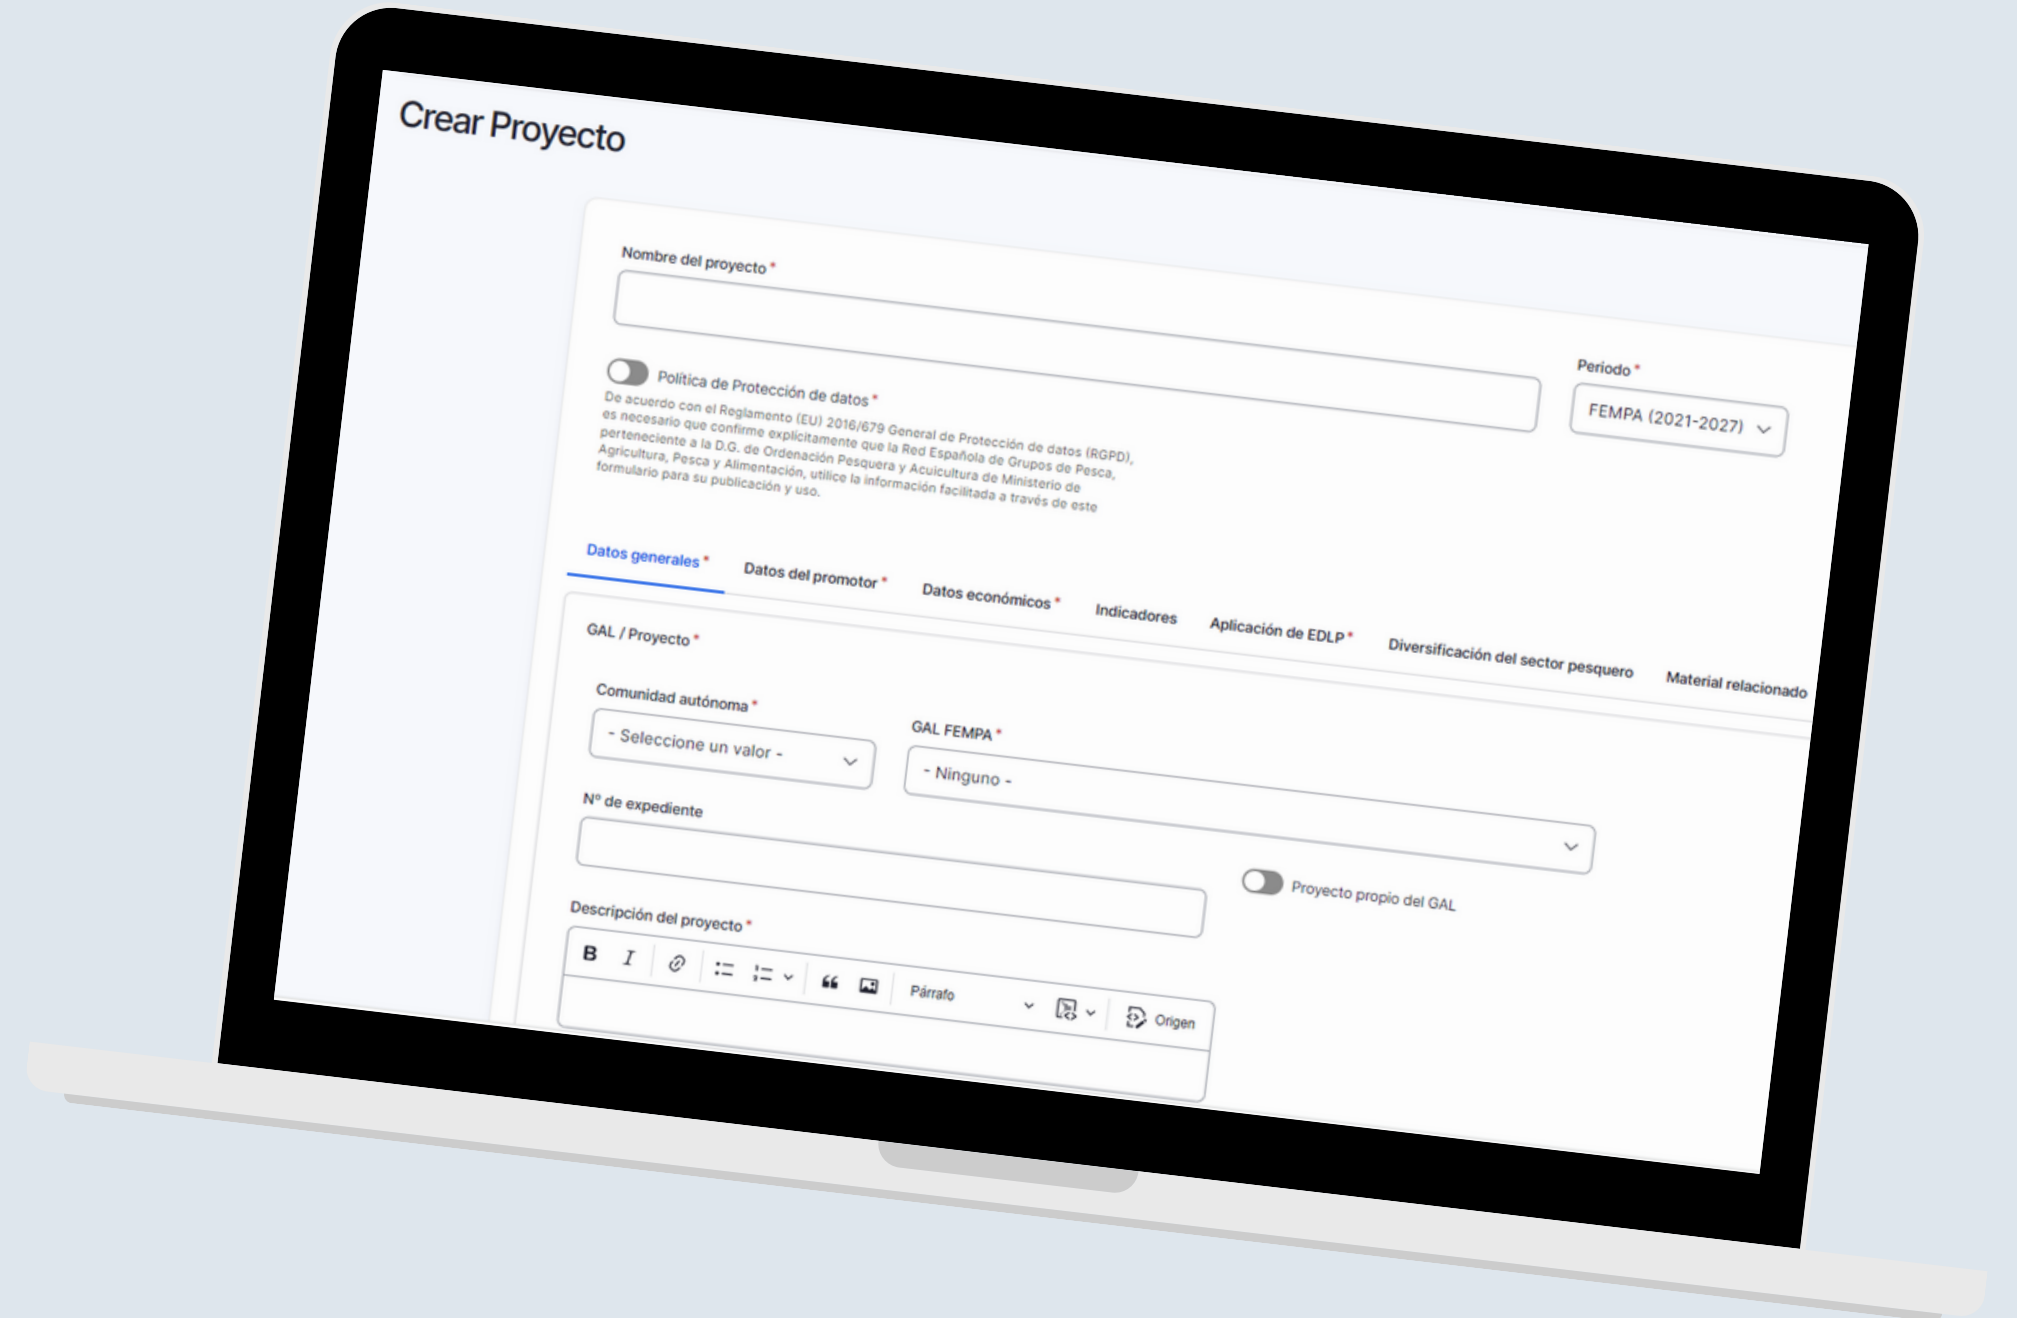 Crear Proyecto
Nombre del proyecto *
Periodo *
FEMPA (2021-2027)
Política de Protección de datos *
De acuerdo con el Reglamento (EU) 2016/679 General de Protección de datos (RGPD),
es necesario que confirme explícitamente que la Red Española de Grupos de Pesca,
perteneciente a la D.G. de Ordenación Pesquera y Acuicultura de Ministerio de
Agricultura, Pesca y Alimentación, utilice la información facilitada a través de este
formulario para su publicación y uso.
Datos generales * Datos del promotor * Datos económicos * Indicadores Aplicación de EDLP * Diversificación del sector pesquero Material relacionado
GAL / Proyecto *
Comunidad autónoma * GAL FEMPA *
- Seleccione un valor - - Ninguno -
Nº de expediente
Proyecto propio del GAL
Descripción del proyecto *
B I Párrafo Origen